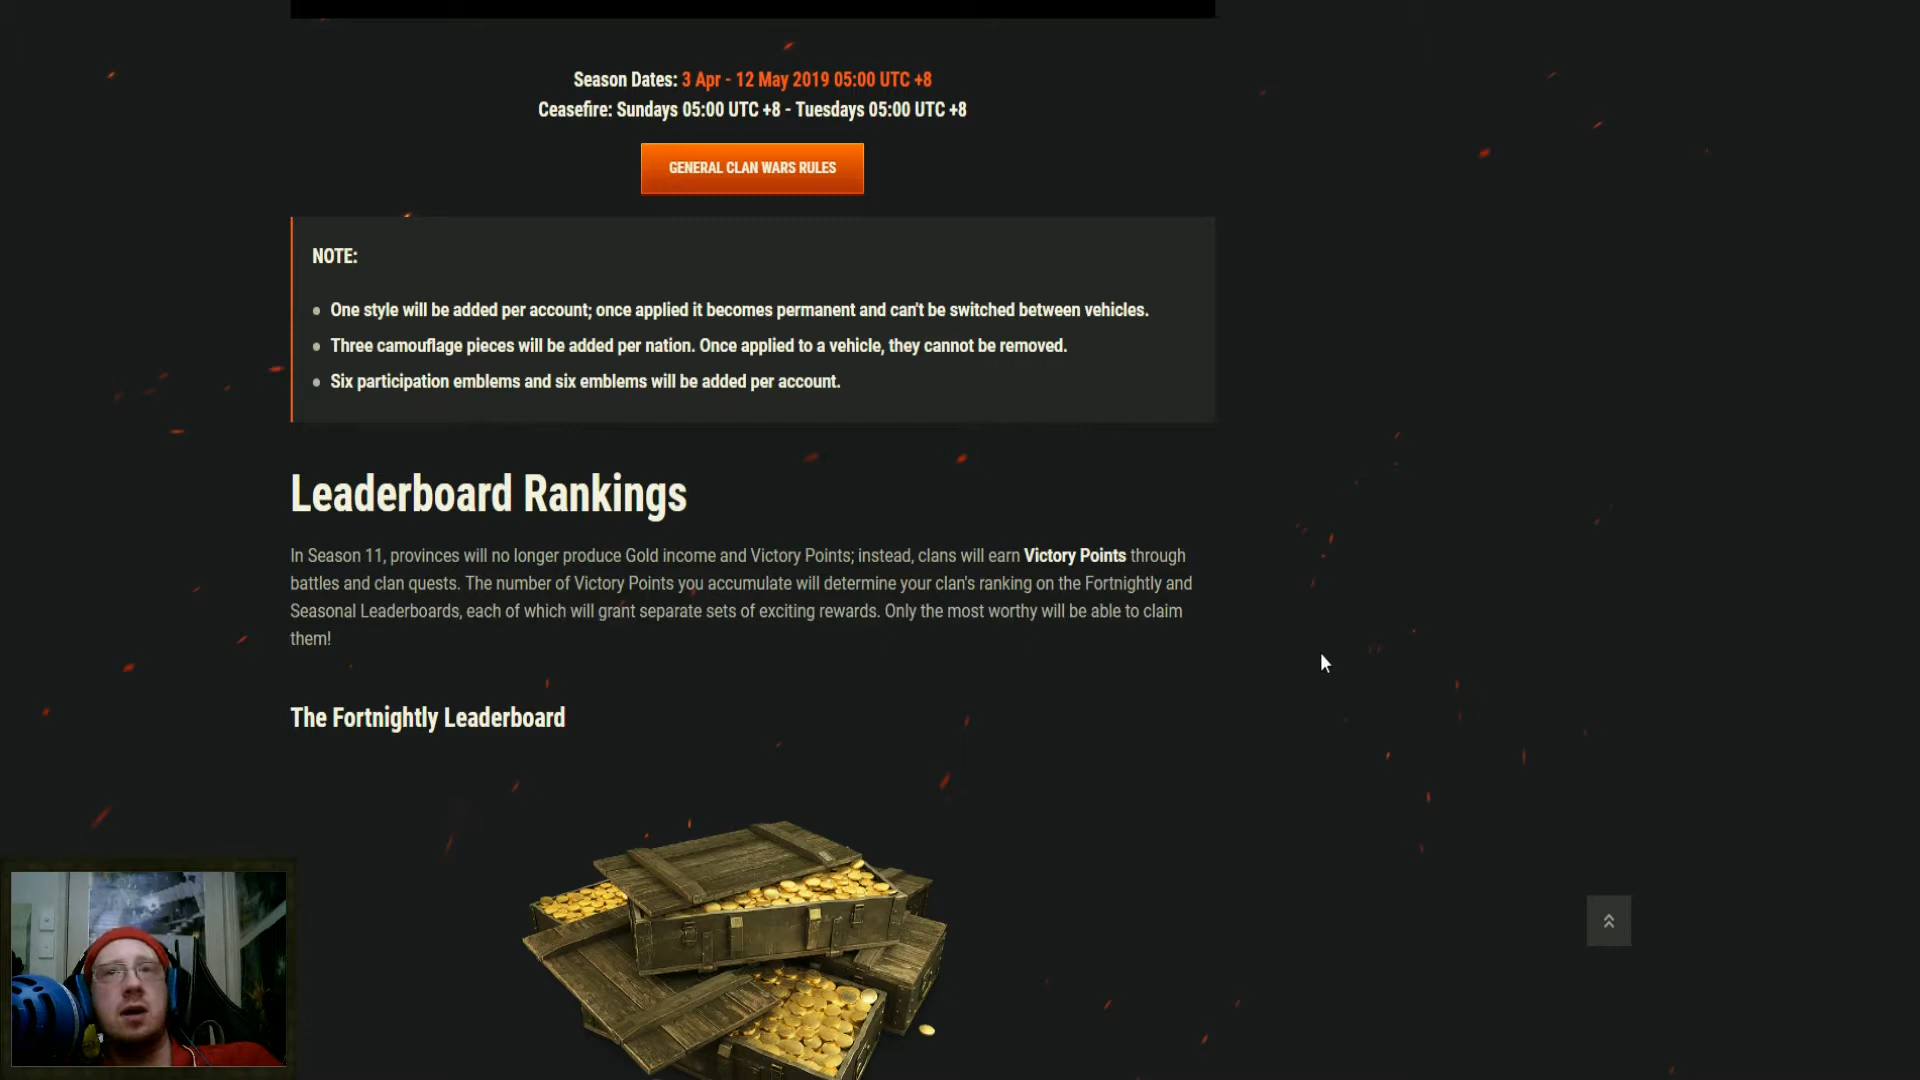 Season Dates: 3 Apr - 12 May 2019 05:00 UTC +8
Ceasefire: Sundays 05:00 UTC +8 - Tuesdays 05:00 UTC +8
GENERAL CLAN WARS RULES
NOTE:
One style will be added per account; once applied it becomes permanent and can't be switched between vehicles.
Three camouflage pieces will be added per nation. Once applied to a vehicle, they cannot be removed.
Six participation emblems and six emblems will be added per account.
Leaderboard Rankings
In Season 11, provinces will no longer produce Gold income and Victory Points; instead, clans will earn Victory Points through
battles and clan quests. The number of Victory Points you accumulate will determine your clan's ranking on the Fortnightly and
Seasonal Leaderboards, each of which will grant separate sets of exciting rewards. Only the most worthy will be able to claim
them!
The Fortnightly Leaderboard